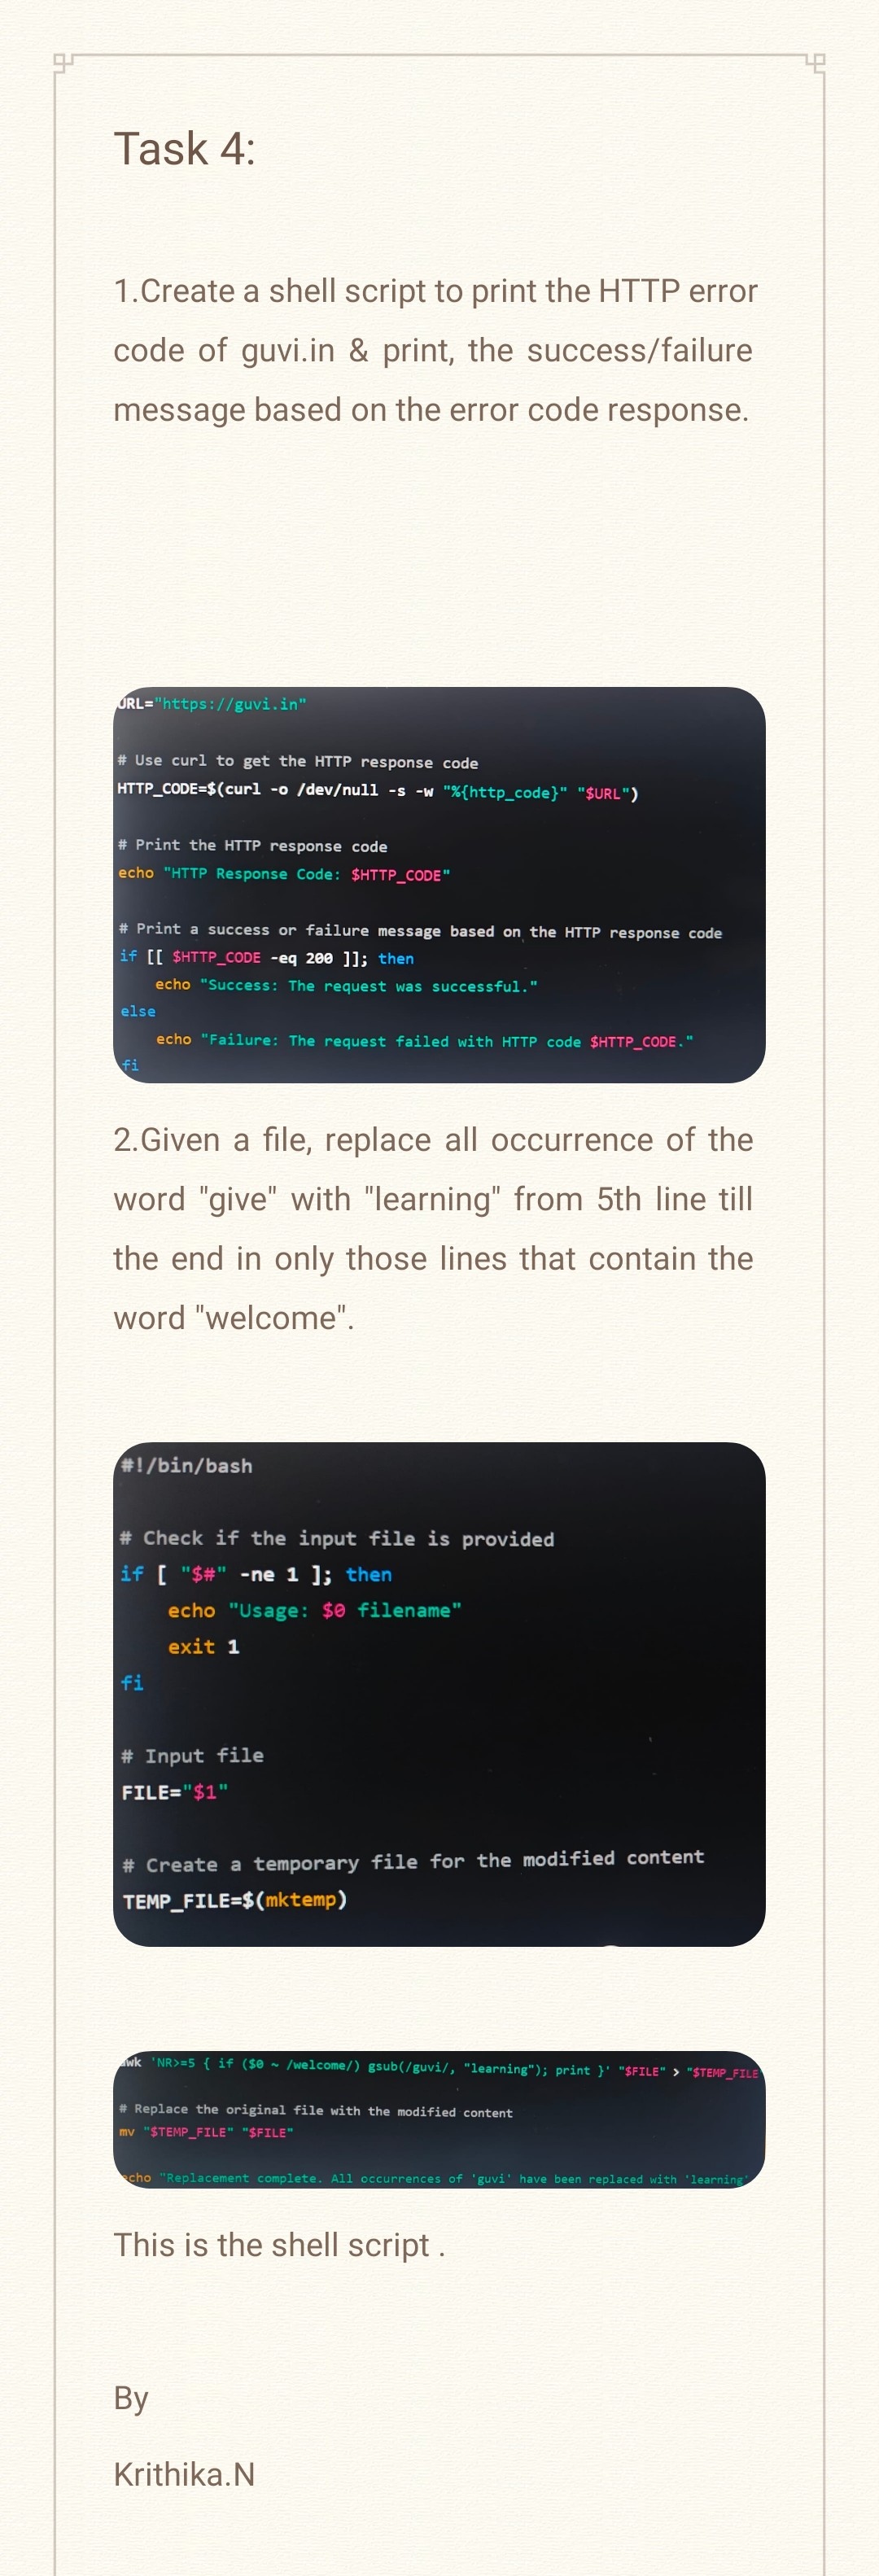 Task 4:
1.Create a shell script to print the HTTP error
code of guvi.in & print, the success/failure
message based on the error code response.
URL="https://guvi.in"
# Use curl to get the HTTP response code
HTTP_CODE=$(curl -o /dev/null -s -w "%{http_code}" "$URL")
# Print the HTTP response code
echo "HTTP Response Code: $HTTP_CODE"
# Print a success or failure message based on the HTTP response code
if [[ $HTTP_CODE -eq 200 ]]; then
echo "Success: The request was successful."
else
echo "Failure: The request failed with HTTP code $HTTP_CODE."
fi
2.Given a file, replace all occurrence of the
word "give" with "learning" from 5th line till
the end in only those lines that contain the
word "welcome".
#!/bin/bash
# Check if the input file is provided
if [ "$#" -ne 1 ]; then
echo "Usage: $0 filename"
exit 1
fi
# Input file
FILE="$1"
# Create a temporary file for the modified content
TEMP_FILE=$(mktemp)
awk 'NR>=5 { if ($0 ~ /welcome/) gsub(/guvi/, "learning"); print }' "$FILE" > "$TEMP_FILE"
# Replace the original file with the modified content
mv "$TEMP_FILE" "$FILE"
echo "Replacement complete. All occurrences of 'guvi' have been replaced with 'learning'
This is the shell script .
By
Krithika.N